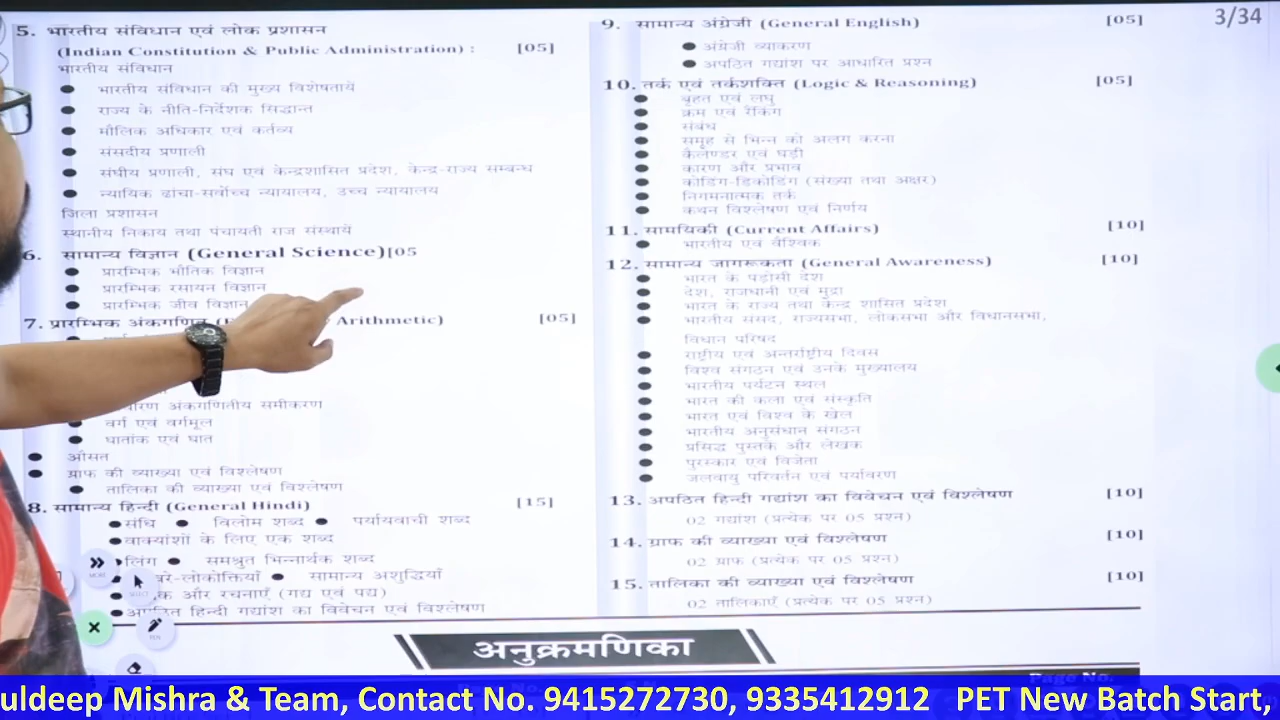 5. भारतीय संविधान एवं लोक प्रशासन
(Indian Constitution & Public Administration) : [05]
भारतीय संविधान
● भारतीय संविधान की मुख्य विशेषतायें
● राज्य के नीति-निर्देशक सिद्धान्त
● मौलिक अधिकार एवं कर्तव्य
● संसदीय प्रणाली
● संघीय प्रणाली, संघ एवं केन्द्रशासित प्रदेश, केन्द्र-राज्य सम्बन्ध
● न्यायिक ढांचा-सर्वोच्च न्यायालय, उच्च न्यायालय
जिला प्रशासन
स्थानीय निकाय तथा पंचायती राज संस्थायें
6. सामान्य विज्ञान (General Science)[05
● प्रारम्भिक भौतिक विज्ञान
● प्रारम्भिक रसायन विज्ञान
● प्रारम्भिक जीव विज्ञान
7. प्रारम्भिक अंकगणित Arithmetic) [05]
अंकगणितीय समीकरण
वर्ग एवं वर्गमूल
● घातांक एवं घात
● औसत
● ग्राफ की व्याख्या एवं विश्लेषण
● तालिका की व्याख्या एवं विश्लेषण
8. सामान्य हिन्दी (General Hindi) [15]
● संधि ● विलोम शब्द ● पर्यायवाची शब्द
● वाक्यांशों के लिए एक शब्द
लिंग ● समश्रुत भिन्नार्थक शब्द
लोकोक्तियाँ ● सामान्य अशुद्धियाँ
और रचनाएँ (गद्य एवं पद्य)
● हिन्दी गद्यांश का विवेचन एवं विश्लेषण
9. सामान्य अंग्रेजी (General English) [05]
● अंग्रेजी व्याकरण
● अपठित गद्यांश पर आधारित प्रश्न
10. तर्क एवं तर्कशक्ति (Logic & Reasoning) [05]
● बृहत एवं लघु
● क्रम एवं रैंकिंग
● संबंध
● समूह से भिन्न को अलग करना
● कैलेण्डर एवं घड़ी
● कारण और प्रभाव
● कोडिंग-डिकोडिंग (संख्या तथा अक्षर)
● निगमनात्मक तर्क
● कथन विश्लेषण एवं निर्णय
11. सामयिकी (Current Affairs) [10]
● भारतीय एवं वैश्विक
12. सामान्य जागरूकता (General Awareness) [10]
● भारत के पड़ोसी देश
● देश, राजधानी एवं मुद्रा
● भारत के राज्य तथा केन्द्र शासित प्रदेश
● भारतीय संसद, राज्यसभा, लोकसभा और विधानसभा,
विधान परिषद
● राष्ट्रीय एवं अन्तर्राष्ट्रीय दिवस
● विश्व संगठन एवं उनके मुख्यालय
● भारतीय पर्यटन स्थल
● भारत की कला एवं संस्कृति
● भारत एवं विश्व के खेल
● भारतीय अनुसंधान संगठन
● प्रसिद्ध पुस्तकें और लेखक
● पुरस्कार एवं विजेता
● जलवायु परिवर्तन एवं पर्यावरण
13. अपठित हिन्दी गद्यांश का विवेचन एवं विश्लेषण [10]
02 गद्यांश (प्रत्येक पर 05 प्रश्न)
14. ग्राफ की व्याख्या एवं विश्लेषण [10]
02 ग्राफ (प्रत्येक पर 05 प्रश्न)
15. तालिका की व्याख्या एवं विश्लेषण [10]
02 तालिकाएँ (प्रत्येक पर 05 प्रश्न)
3/34
MORE
SELECT
PEN
अनुक्रमणिका
Page No.
uldeep Mishra & Team, Contact No. 9415272730, 9335412912 PET New Batch Start,